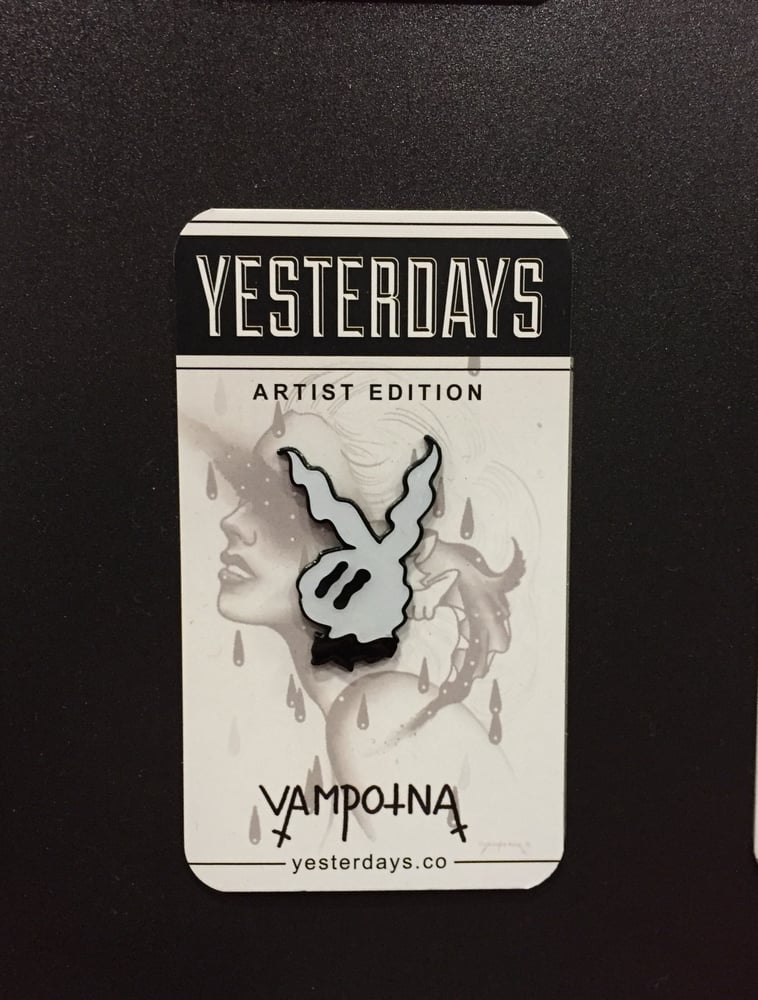 YESTERDAYS
ARTIST EDITION
VAMPOTNA
yesterdays.co